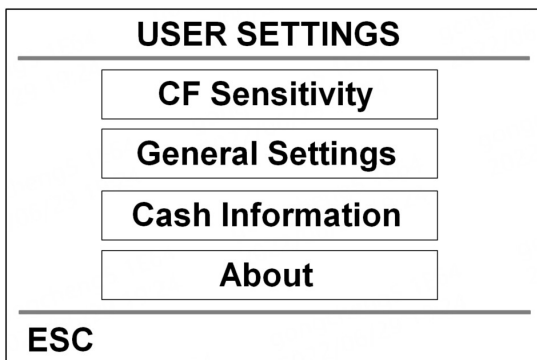 USER SETTINGS
CF Sensitivity
General Settings
Cash Information
About
ESC